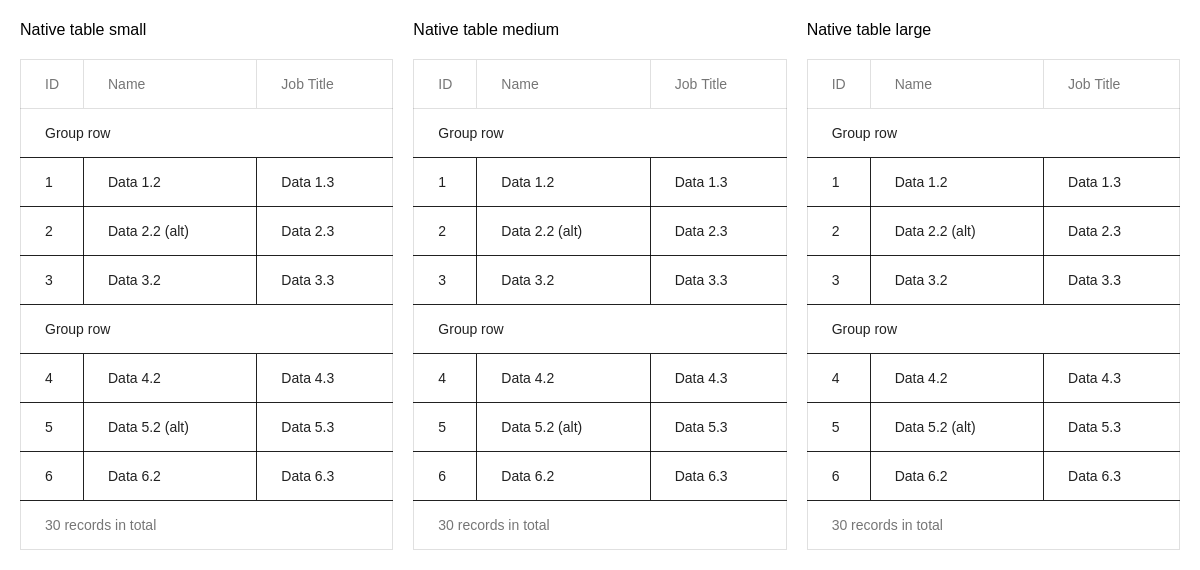 Native table small
ID Name Job Title
Group row
1 Data 1.2 Data 1.3
2 Data 2.2 (alt) Data 2.3
3 Data 3.2 Data 3.3
Group row
4 Data 4.2 Data 4.3
5 Data 5.2 (alt) Data 5.3
6 Data 6.2 Data 6.3
30 records in total
Native table medium
ID Name Job Title
Group row
1 Data 1.2 Data 1.3
2 Data 2.2 (alt) Data 2.3
3 Data 3.2 Data 3.3
Group row
4 Data 4.2 Data 4.3
5 Data 5.2 (alt) Data 5.3
6 Data 6.2 Data 6.3
30 records in total
Native table large
ID Name Job Title
Group row
1 Data 1.2 Data 1.3
2 Data 2.2 (alt) Data 2.3
3 Data 3.2 Data 3.3
Group row
4 Data 4.2 Data 4.3
5 Data 5.2 (alt) Data 5.3
6 Data 6.2 Data 6.3
30 records in total